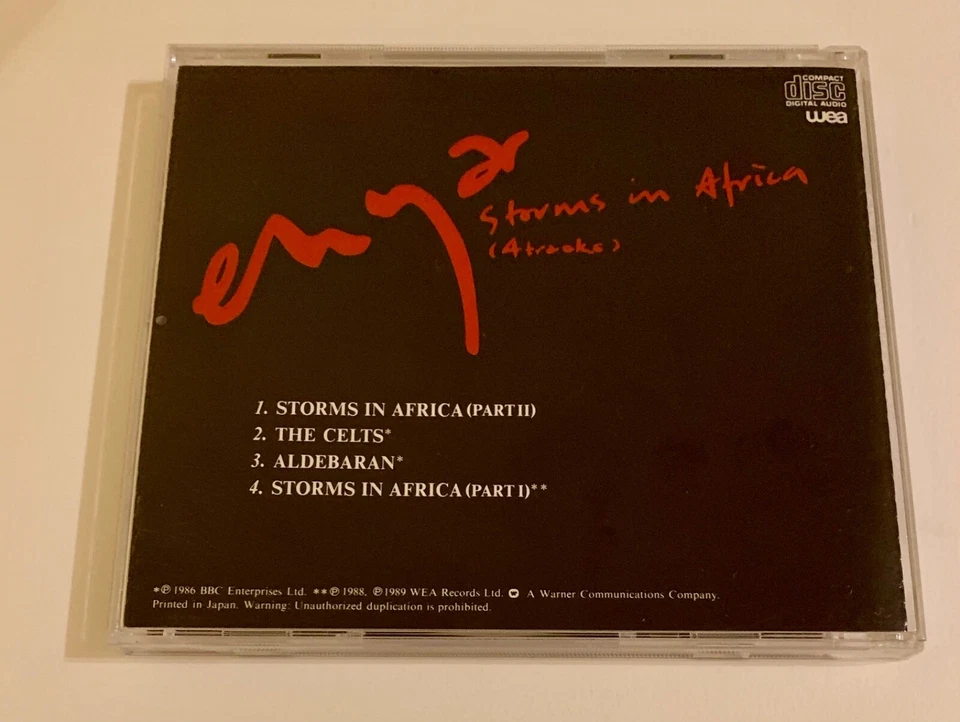 COMPACT
disc
DIGITAL AUDIO
wea
enya
Storms in Africa
(4 tracks)
1. STORMS IN AFRICA (PART II)
2. THE CELTS*
3. ALDEBARAN*
4. STORMS IN AFRICA (PART I)**
*℗ 1986 BBC Enterprises Ltd. **℗ 1988, ℗ 1989 WEA Records Ltd. A Warner Communications Company.
Printed in Japan. Warning: Unauthorized duplication is prohibited.